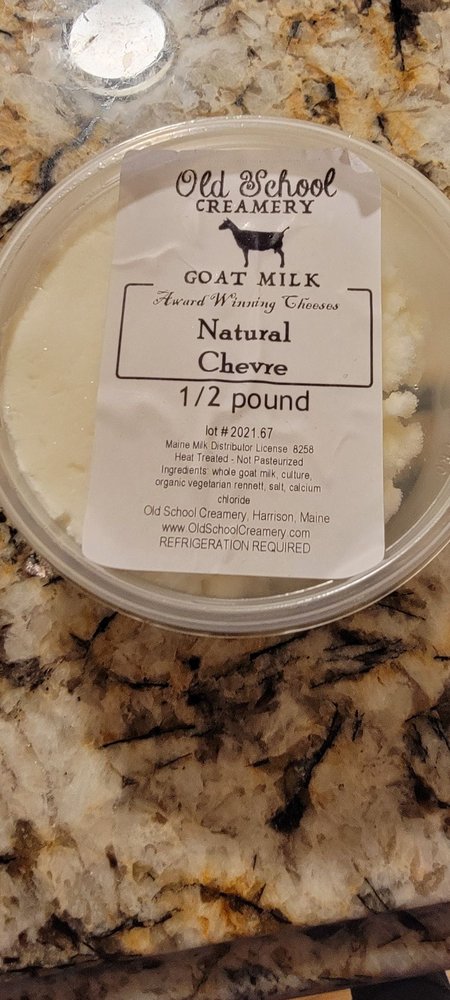 Old School
CREAMERY
GOAT MILK
Award Winning Cheeses
Natural
Chevre
1/2 pound
lot # 2021.67
Maine Milk Distributor License 8258
Heat Treated - Not Pasteurized
Ingredients: whole goat milk, culture,
organic vegetarian rennett, salt, calcium
chloride
Old School Creamery, Harrison, Maine
www.OldSchoolCreamery.com
REFRIGERATION REQUIRED